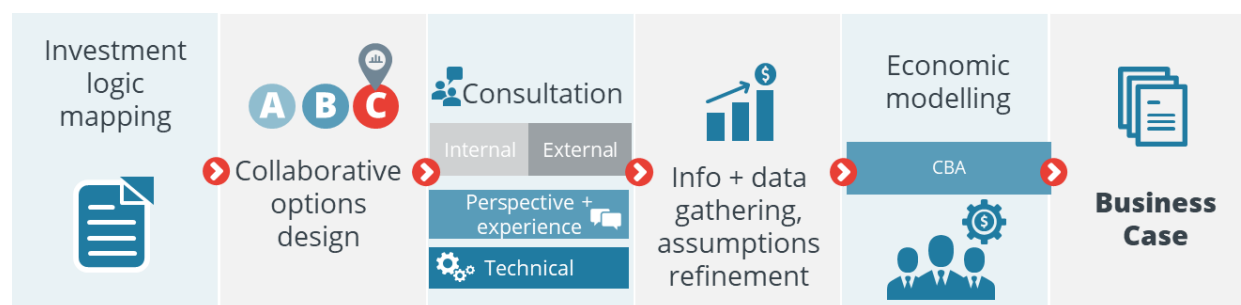 Investment
logic
mapping
A B C
Collaborative
options
design
Consultation
Internal External
Perspective +
experience
Technical
$
Info + data
gathering,
assumptions
refinement
Economic
modelling
CBA
$
Business
Case